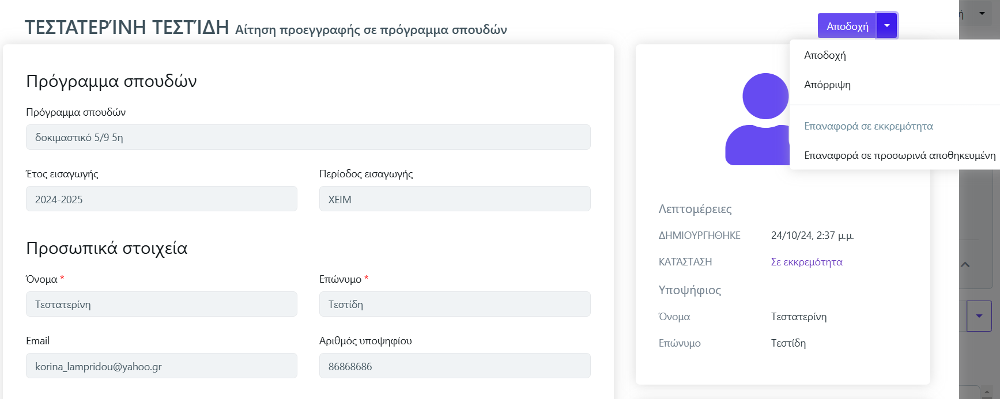 ΤΕΣΤΑΤΕΡΊΝΗ ΤΕΣΤΊΔΗ Αίτηση προεγγραφής σε πρόγραμμα σπουδών
Αποδοχή
Αποδοχή
Απόρριψη
Επαναφορά σε εκκρεμότητα
Επαναφορά σε προσωρινά αποθηκευμένη
Πρόγραμμα σπουδών
Πρόγραμμα σπουδών
δοκιμαστικό 5/9 5η
Έτος εισαγωγής
Περίοδος εισαγωγής
2024-2025
ΧΕΙΜ
Προσωπικά στοιχεία
Όνομα *
Επώνυμο *
Τεστατερίνη
Τεστίδη
Email
Αριθμός υποψηφίου
korina_lampridou@yahoo.gr
86868686
Λεπτομέρειες
ΔΗΜΙΟΥΡΓΗΘΗΚΕ 24/10/24, 2:37 μ.μ.
ΚΑΤΆΣΤΑΣΗ Σε εκκρεμότητα
Υποψήφιος
Όνομα Τεστατερίνη
Επώνυμο Τεστίδη